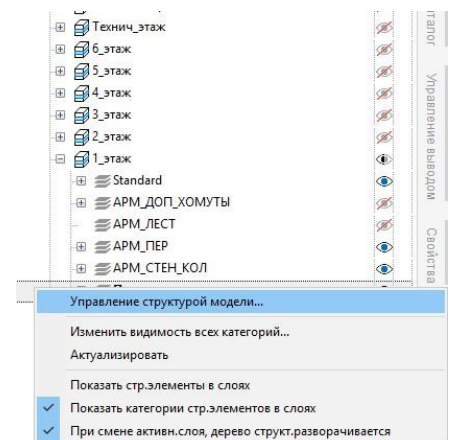 Технич_этаж
6_этаж
5_этаж
4_этаж
3_этаж
2_этаж
1_этаж
Standard
АРМ_ДОП_ХОМУТЫ
АРМ_ЛЕСТ
АРМ_ПЕР
АРМ_СТЕН_КОЛ
Управление структурой модели...
Изменить видимость всех категорий...
Актуализировать
Показать стр.элементы в слоях
Показать категории стр.элементов в слоях
При смене активн.слоя, дерево структ.разворачивается
Управление выводом
Свойства